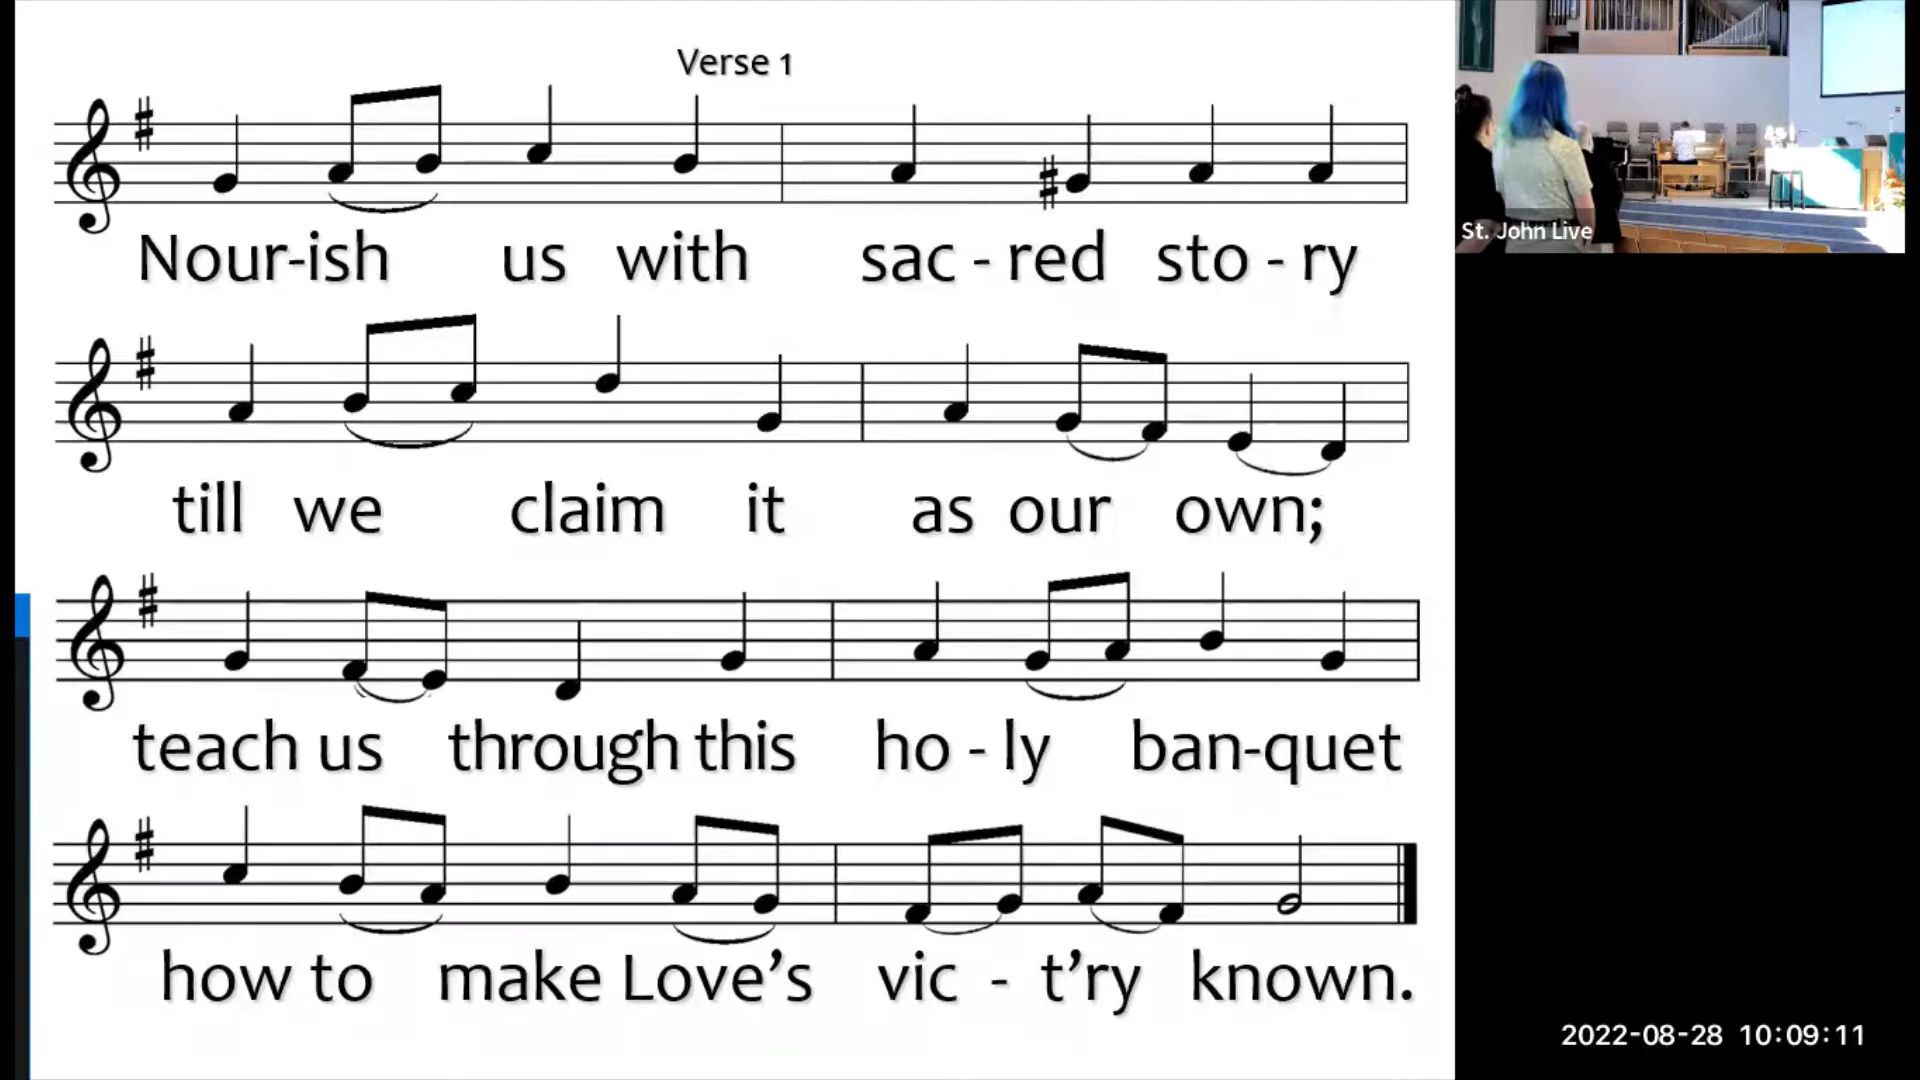 Verse 1
Nour-ish us with sac - red sto - ry
till we claim it as our own;
teach us through this ho - ly ban-quet
how to make Love's vic - t'ry known.
St. John Live
2022-08-28 10:09:11